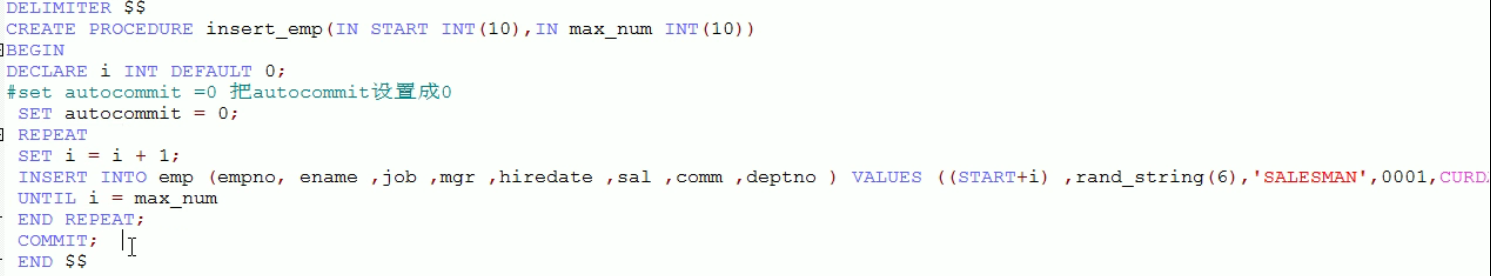 DELIMITER $$
CREATE PROCEDURE insert_emp(IN START INT(10),IN max_num INT(10))
BEGIN
DECLARE i INT DEFAULT 0;
#set autocommit =0 把autocommit设置成0
SET autocommit = 0;
REPEAT
SET i = i + 1;
INSERT INTO emp (empno, ename ,job ,mgr ,hiredate ,sal ,comm ,deptno ) VALUES ((START+i) ,rand_string(6),'SALESMAN',0001,CURD
UNTIL i = max_num
END REPEAT;
COMMIT;
END $$